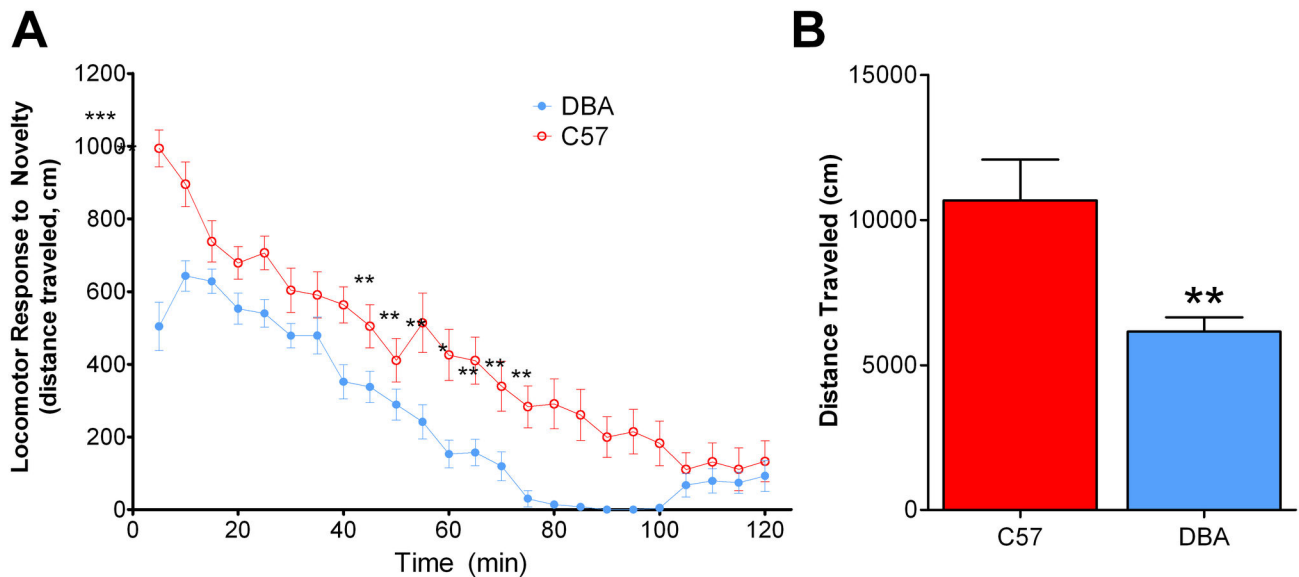 A
Locomotor Response to Novelty
(distance traveled, cm)
1200
1000
800
600
400
200
0
***
**
**
**
**
*
**
**
**
DBA
C57
0 20 40 60 80 100 120
Time (min)
B
Distance Traveled (cm)
15000
10000
5000
0
**
C57 DBA